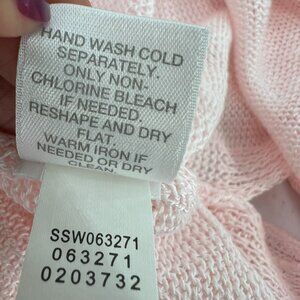 HAND WASH COLD
SEPARATELY.
ONLY NON-
CHLORINE BLEACH
IF NEEDED.
RESHAPE AND DRY
FLAT.
WARM IRON IF
NEEDED OR DRY
CLEAN.
SSW063271
063271
0203732